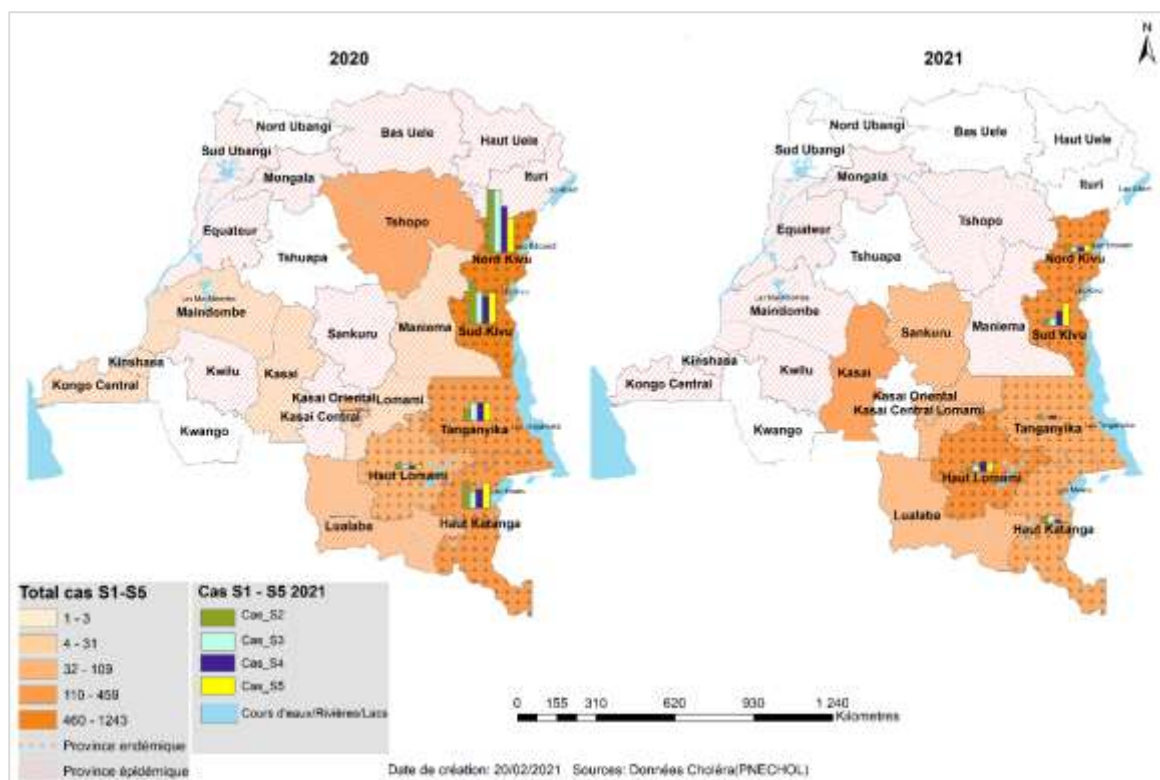 N
2020
2021
Nord Ubangi
Bas Uele
Haut Uele
Sud Ubangi
Mongala
Ituri
Tshopo
Equateur
Nord Kivu
Tshuapa
Maindombe
Maniema
Sud Kivu
Sankuru
Kinshasa
Kwilu
Kasai
Kongo Central
Kasai Oriental
Lomami
Kasai Central
Kwango
Tanganyika
Haut Lomami
Lualaba
Haut Katanga
Nord Ubangi
Bas Uele
Haut Uele
Sud Ubangi
Mongala
Ituri
Lac Albert
Tshopo
Equateur
Nord Kivu
Tshuapa
Maindombe
Sankuru
Maniema
Sud Kivu
Kinshasa
Kwilu
Kasai
Kongo Central
Kasai Oriental
Kasai Central Lomami
Kwango
Tanganyika
Lac Tanganyika
Haut Lomami
Lualaba
Haut Katanga
Total cas S1-S5
1 - 3
4 - 31
32 - 109
110 - 459
460 - 1243
Province endémique
Province épidémique
Cas S1 - S5 2021
Cas_S2
Cas_S3
Cas_S4
Cas_S5
Cours d'eaux/Rivières/Lacs
0 155 310 620 930 1 240
Kilometres
Date de création: 20/02/2021 Sources: Données Choléra(PNECHOL)